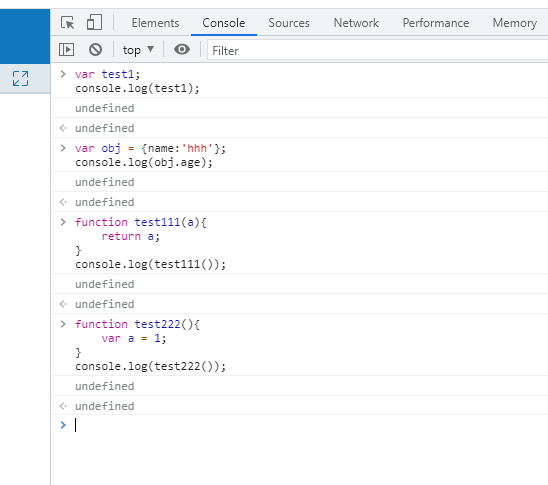 Elements Console Sources Network Performance Memory
top ▼ Filter
> var test1;
console.log(test1);
undefined
undefined
> var obj = {name:'hhh'};
console.log(obj.age);
undefined
undefined
> function test111(a){
    return a;
}
console.log(test111());
undefined
undefined
> function test222(){
    var a = 1;
}
console.log(test222());
undefined
undefined
>